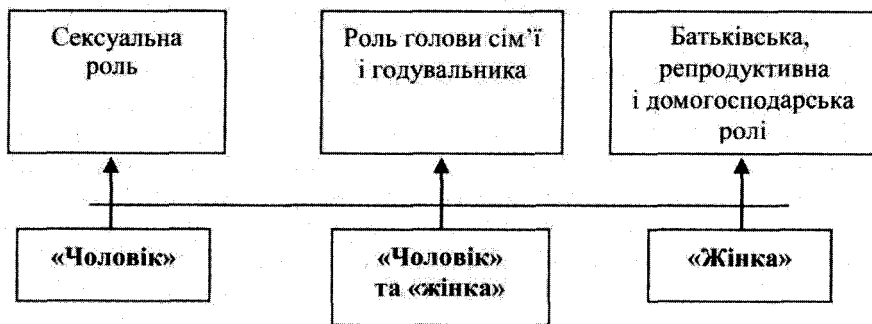 Сексуальна
роль
Роль голови сім’ї
і годувальника
Батьківська,
репродуктивна
і домогосподарська
ролі
«Чоловік»
«Чоловік»
та «жінка»
«Жінка»